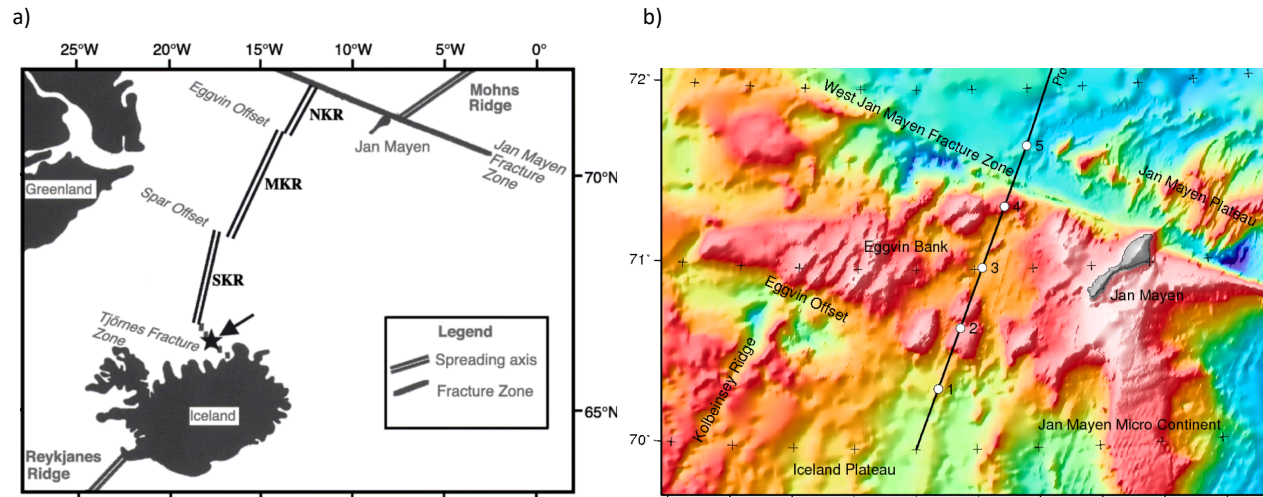 a)
25°W 20°W 15°W 10°W 5°W 0°
Eggvin Offset
NKR
Mohns
Ridge
Jan Mayen
Jan Mayen
Fracture
Zone
70°N
Greenland
MKR
Spar Offset
SKR
Tjörnes Fracture
Zone
Legend
Spreading axis
Fracture Zone
Iceland
65°N
Reykjanes
Ridge
b)
72°
Pro
West Jan Mayen Fracture Zone
5
Jan Mayen Plateau
4
Eggvin Bank
71°
3
Eggvin Offset
Jan Mayen
2
Kolbeinsey Ridge
1
Jan Mayen Micro Continent
70°
Iceland Plateau